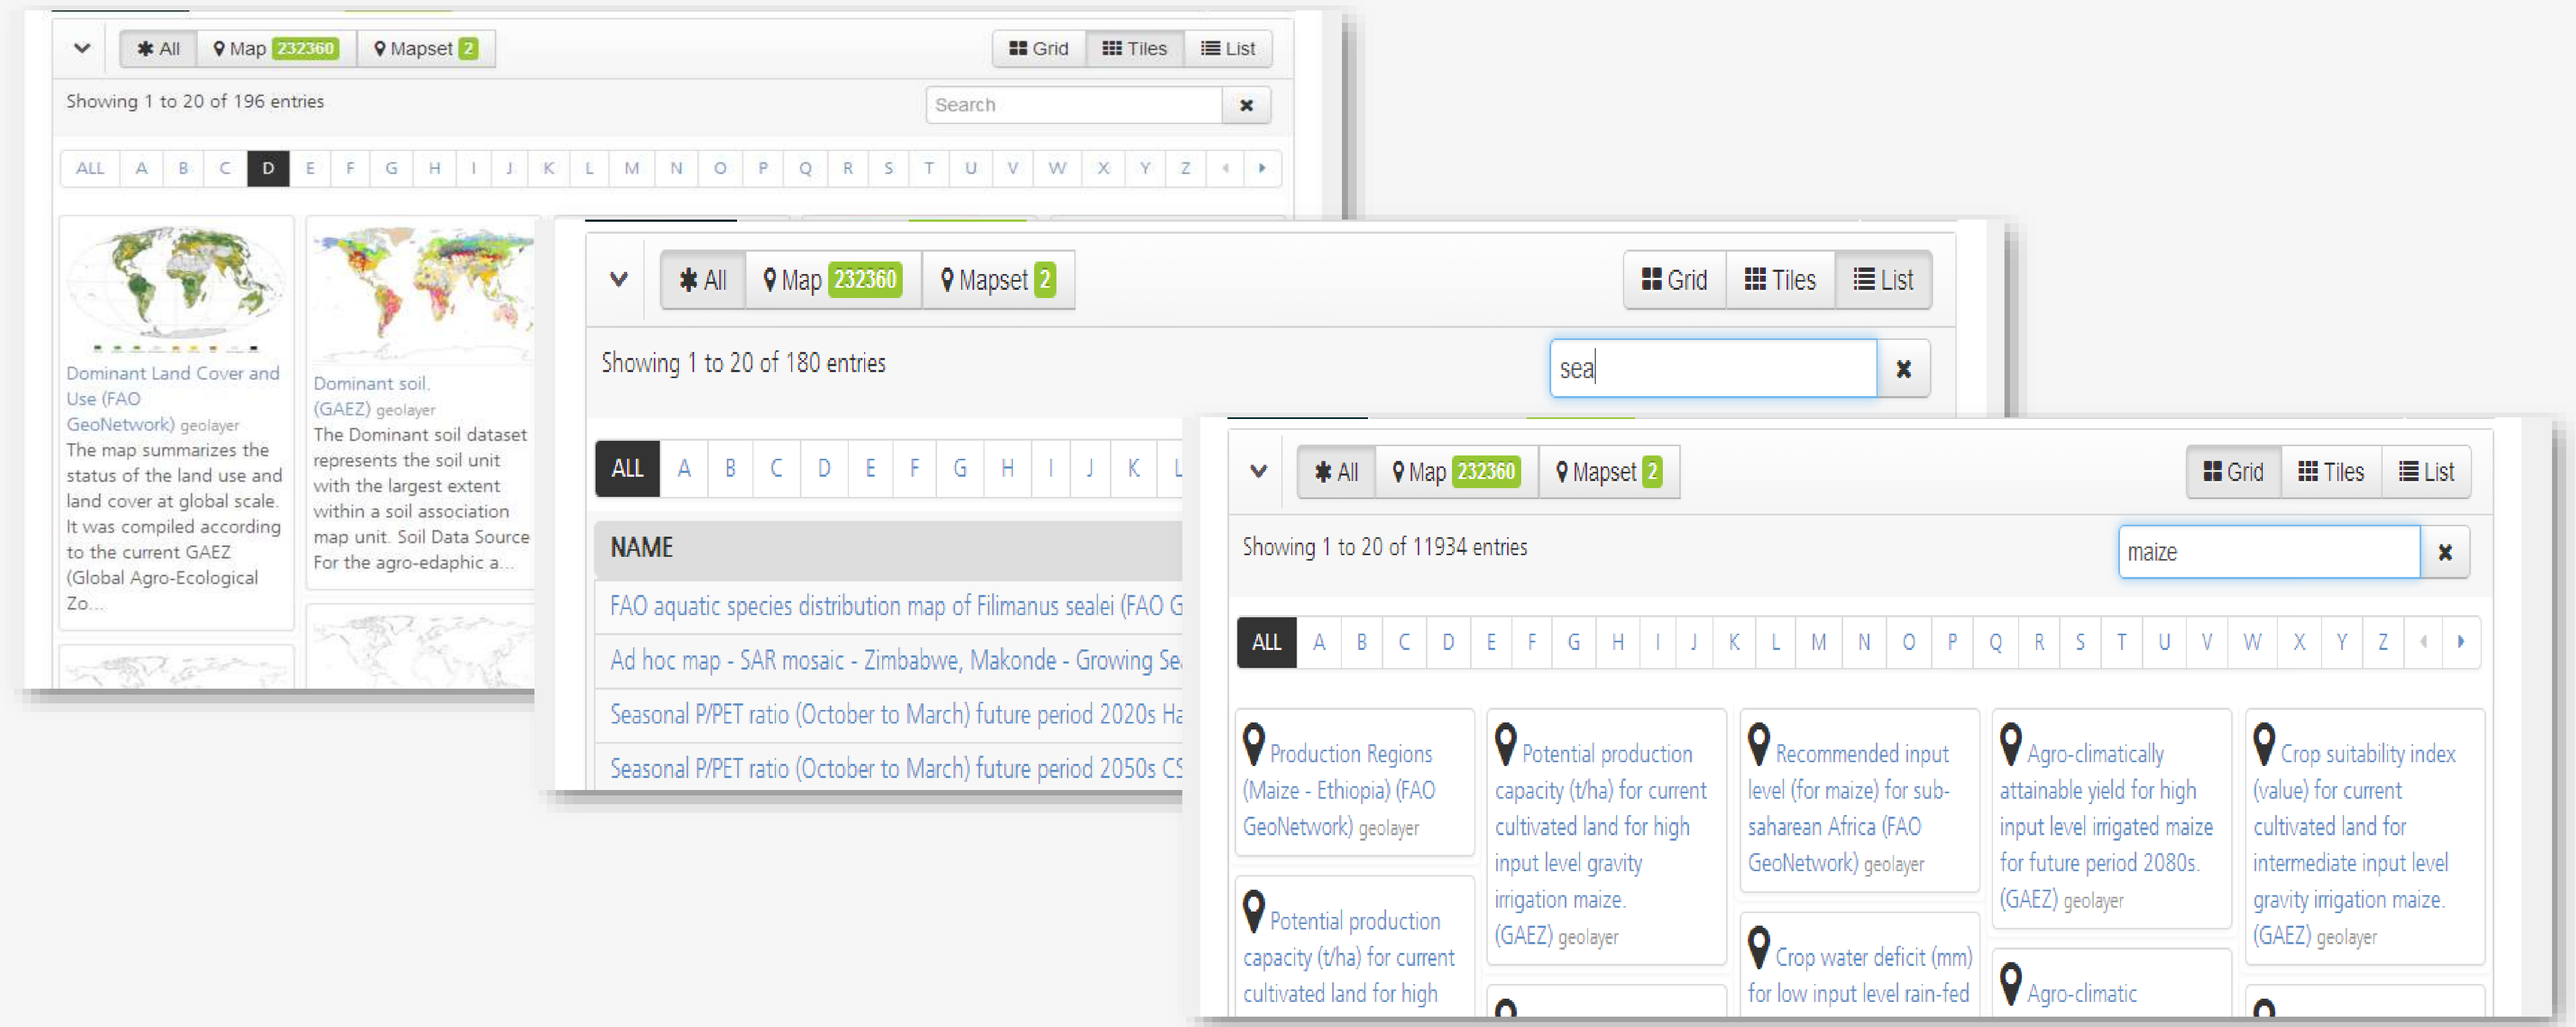 All Map 232360 Mapset 2 Grid Tiles List
Showing 1 to 20 of 196 entries Search
ALL A B C D E F G H I J K L M N O P Q R S T U V W X Y Z
Dominant Land Cover and
Use (FAO
GeoNetwork) geolayer
The map summarizes the
status of the land use and
land cover at global scale.
It was compiled according
to the current GAEZ
(Global Agro-Ecological
Zo...
Dominant soil.
(GAEZ) geolayer
The Dominant soil dataset
represents the soil unit
with the largest extent
within a soil association
map unit. Soil Data Source
For the agro-edaphic a...
All Map 232360 Mapset 2 Grid Tiles List
Showing 1 to 20 of 180 entries sea
ALL A B C D E F G H I J K L
NAME
FAO aquatic species distribution map of Filimanus sealei (FAO G
Ad hoc map - SAR mosaic - Zimbabwe, Makonde - Growing Sea
Seasonal P/PET ratio (October to March) future period 2020s Ha
Seasonal P/PET ratio (October to March) future period 2050s CS
All Map 232360 Mapset 2 Grid Tiles List
Showing 1 to 20 of 11934 entries maize
ALL A B C D E F G H I J K L M N O P Q R S T U V W X Y Z
Production Regions
(Maize - Ethiopia) (FAO
GeoNetwork) geolayer
Potential production
capacity (t/ha) for current
cultivated land for high
Potential production
capacity (t/ha) for current
cultivated land for high
input level gravity
irrigation maize.
(GAEZ) geolayer
Recommended input
level (for maize) for sub-
saharean Africa (FAO
GeoNetwork) geolayer
Crop water deficit (mm)
for low input level rain-fed
Agro-climatically
attainable yield for high
input level irrigated maize
for future period 2080s.
(GAEZ) geolayer
Agro-climatic
Crop suitability index
(value) for current
cultivated land for
intermediate input level
gravity irrigation maize.
(GAEZ) geolayer